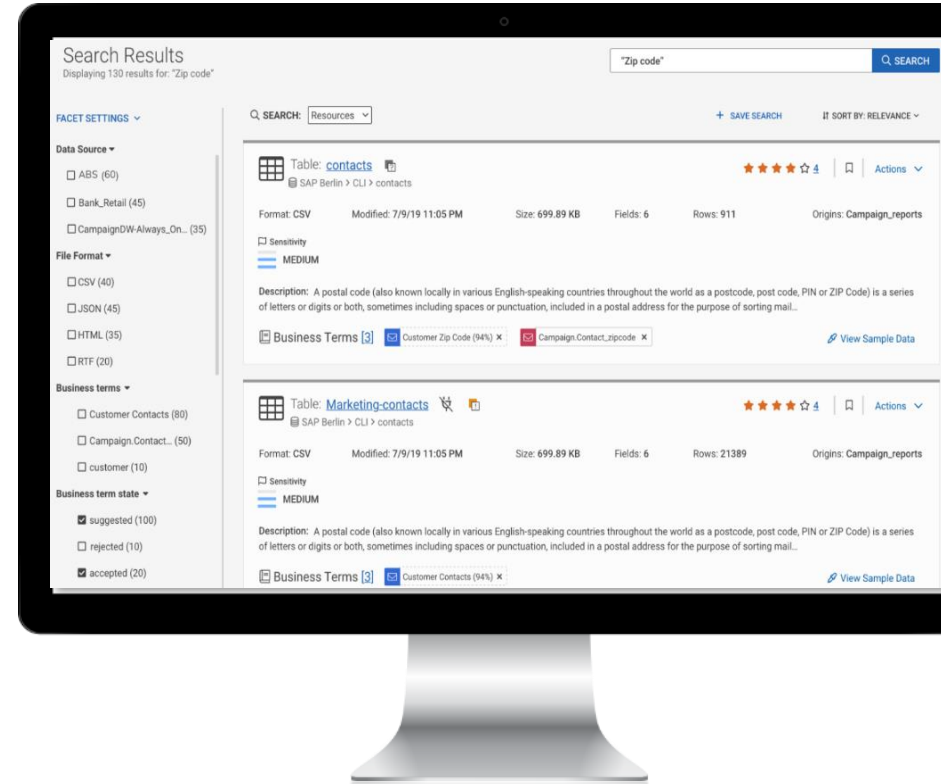 Search Results
Displaying 130 results for: "Zip code"
"Zip code"
SEARCH
FACET SETTINGS
Data Source
ABS (60)
Bank_Retail (45)
CampaignDW-Always_On... (35)
File Format
CSV (40)
JSON (45)
HTML (35)
RTF (20)
Business terms
Customer Contacts (80)
Campaign.Contact... (50)
customer (10)
Business term state
suggested (100)
rejected (10)
accepted (20)
SEARCH: Resources
+ SAVE SEARCH
SORT BY: RELEVANCE
Table: contacts
4
Actions
SAP Berlin > CLI > contacts
Format: CSV Modified: 7/9/19 11:05 PM Size: 699.89 KB Fields: 6 Rows: 911 Origins: Campaign_reports
Sensitivity
MEDIUM
Description: A postal code (also known locally in various English-speaking countries throughout the world as a postcode, post code, PIN or ZIP Code) is a series
of letters or digits or both, sometimes including spaces or punctuation, included in a postal address for the purpose of sorting mail...
Business Terms [3] Customer Zip Code (94%) x Campaign.Contact_zipcode x View Sample Data
Table: Marketing-contacts
4
Actions
SAP Berlin > CLI > contacts
Format: CSV Modified: 7/9/19 11:05 PM Size: 699.89 KB Fields: 6 Rows: 21389 Origins: Campaign_reports
Sensitivity
MEDIUM
Description: A postal code (also known locally in various English-speaking countries throughout the world as a postcode, post code, PIN or ZIP Code) is a series
of letters or digits or both, sometimes including spaces or punctuation, included in a postal address for the purpose of sorting mail...
Business Terms [3] Customer Contacts (94%) x View Sample Data